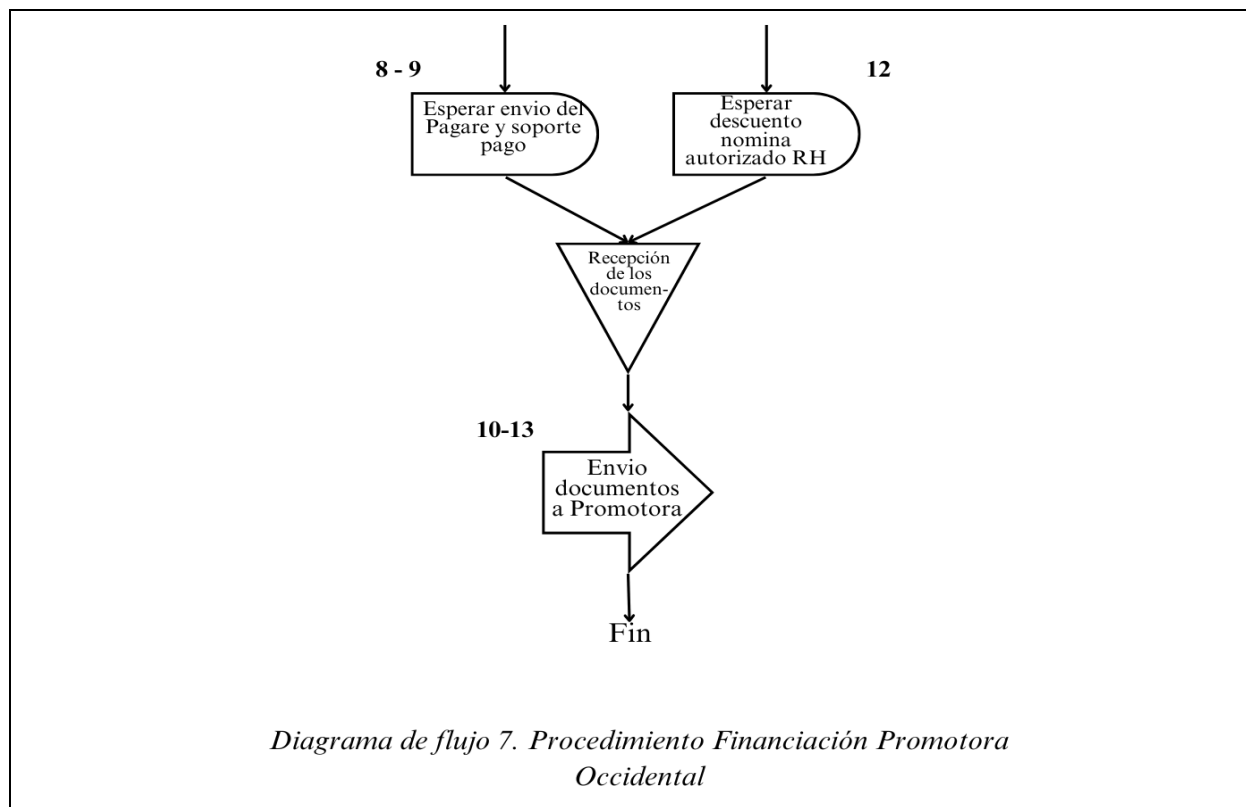 8 - 9
12
Esperar envio del
Pagare y soporte
pago
Esperar
descuento
nomina
autorizado RH
Recepción
de los
documen-
tos
10-13
Envio
documentos
a Promotora
Fin
Diagrama de flujo 7. Procedimiento Financiación Promotora
Occidental